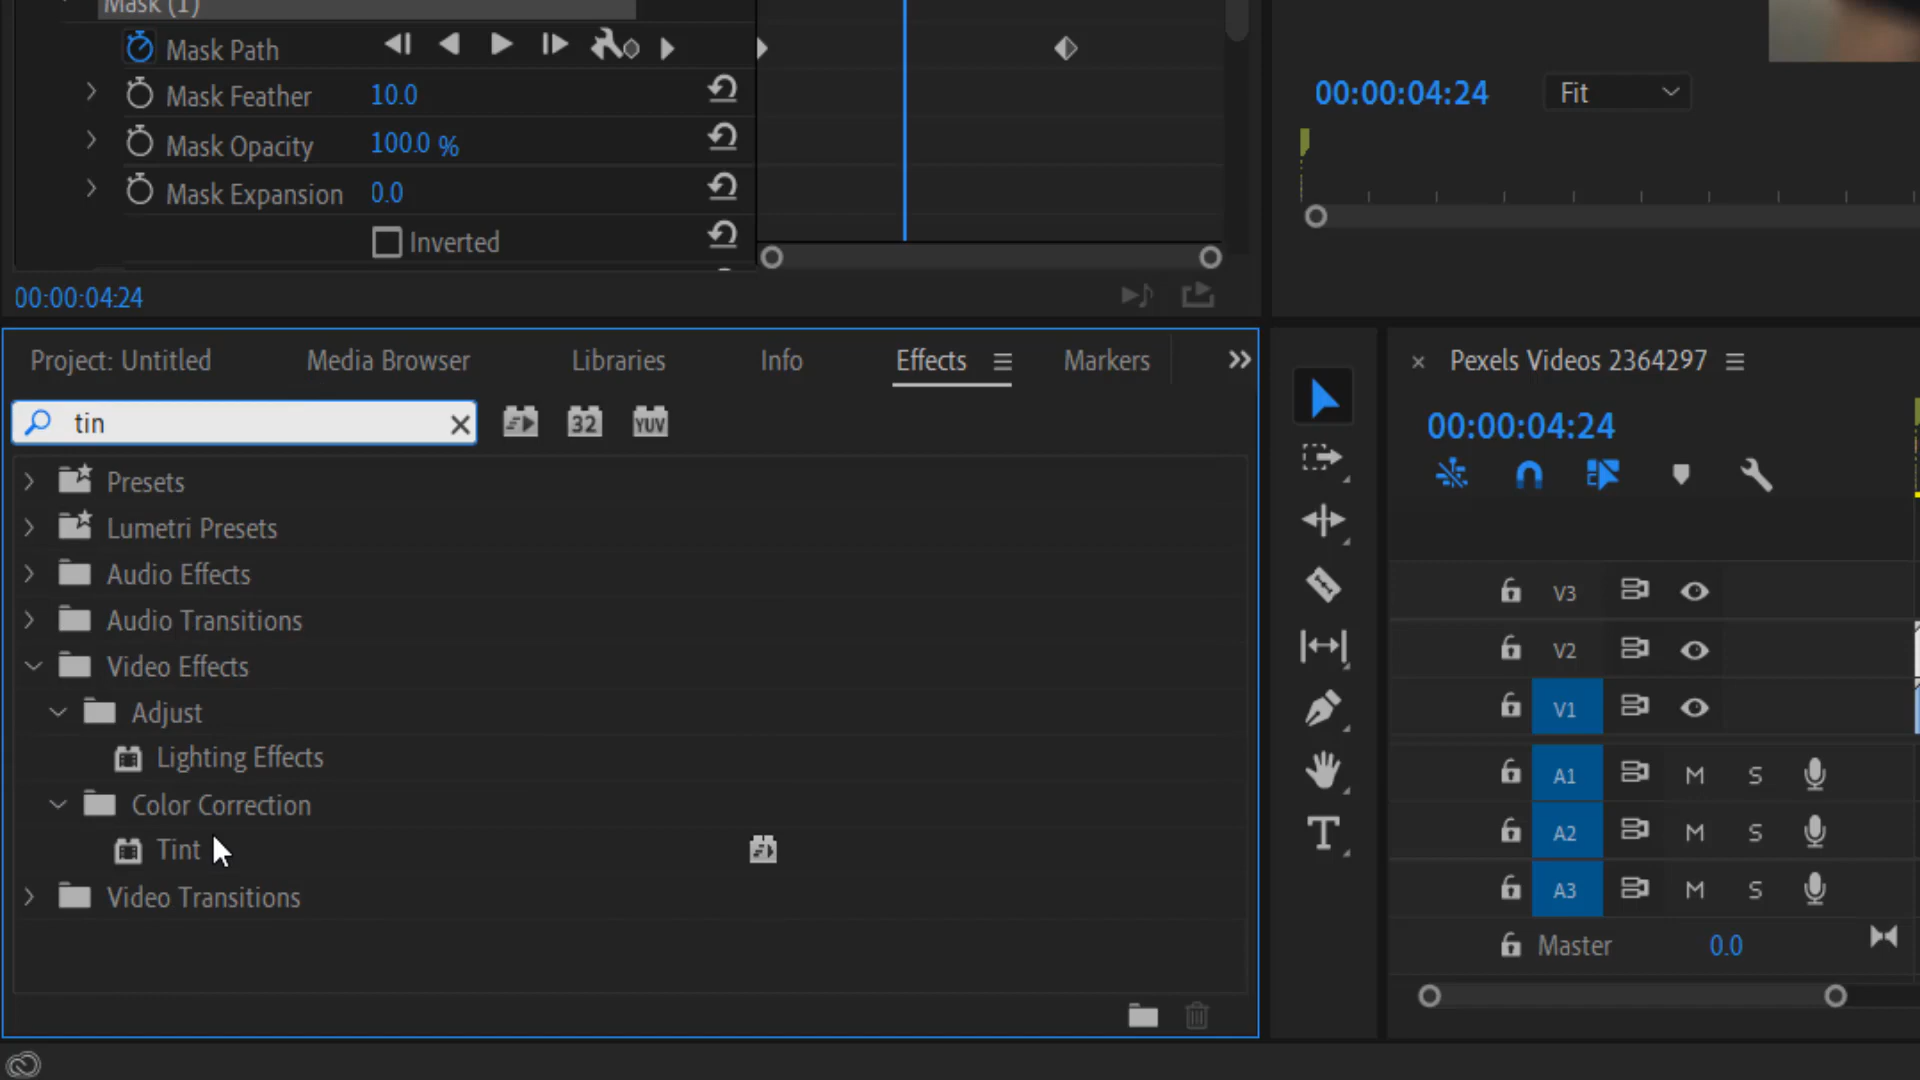 Mask (1)
Mask Path
Mask Feather 10.0
Mask Opacity 100.0 %
Mask Expansion 0.0
Inverted
00:00:04:24
00:00:04:24 Fit
Project: Untitled Media Browser Libraries Info Effects Markers
tin 32 YUV
Presets
Lumetri Presets
Audio Effects
Audio Transitions
Video Effects
Adjust
Lighting Effects
Color Correction
Tint
Video Transitions
Pexels Videos 2364297
00:00:04:24
V3
V2
V1
A1 M S
A2 M S
A3 M S
Master 0.0